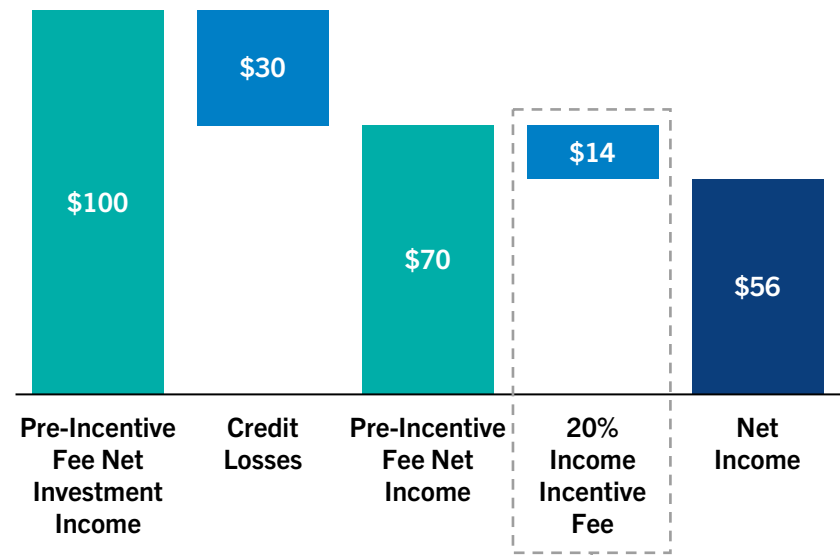 $30
$14
$100
$70
$56
Pre-Incentive
Fee Net
Investment
Income
Credit
Losses
Pre-Incentive
Fee Net
Income
20%
Income
Incentive
Fee
Net
Income